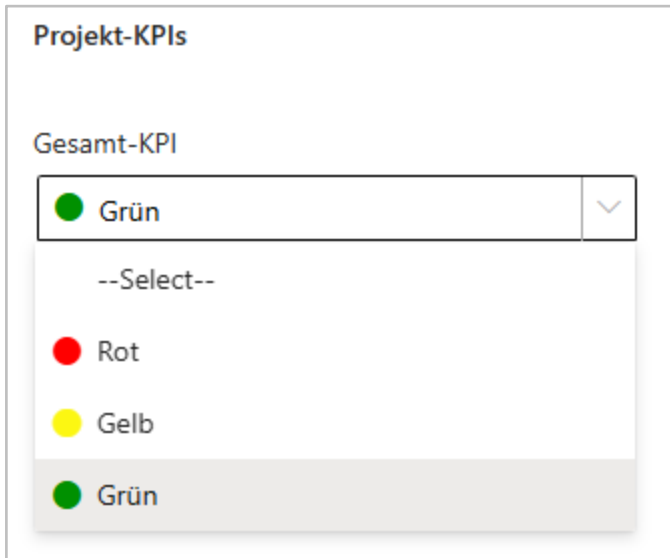 Projekt-KPIs
Gesamt-KPI
Grün
--Select--
Rot
Gelb
Grün